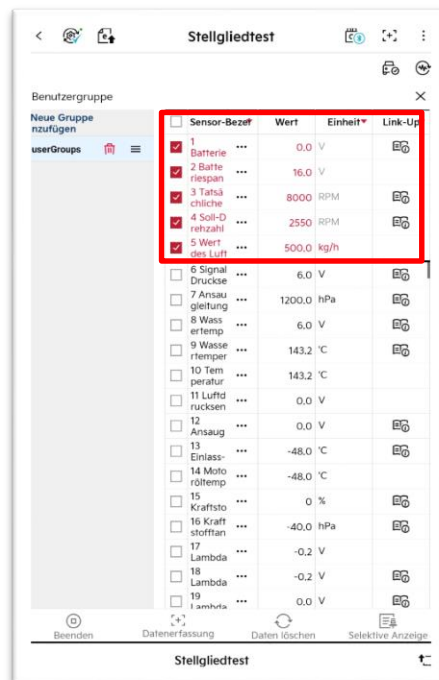 Stellgliedtest
Benutzergruppe
Neue Gruppe
nzufügen
userGroups
Sensor-Bezei Wert Einheit Link-Up
1
Batterie ... 0.0 V
2 Batte
riespan ... 16.0 V
3 Tatsä
chliche ... 8000 RPM
4 Soll-D
rehzahl ... 2550 RPM
5 Wert
des Luft ... 500.0 kg/h
6 Signal
Druckse ... 6.0 V
7 Ansau
gleitung ... 1200.0 hPa
8 Wass
ertemp ... 6.0 V
9 Wasse
rtemper ... 143.2 ℃
10 Tem
peratur ... 143.2 ℃
11 Luftd
rucksen ... 0.0 V
12
Ansaug ... 0.0 V
13
Einlass- ... -48.0 ℃
14 Moto
röltemp ... -48.0 ℃
15
Kraftsto ... 0 %
16 Kraft
stofftan ... -40.0 hPa
17
Lambda ... -0.2 V
18
Lambda ... -0.2 V
19
Lambda ... 0.0 V
Beenden Datenerfassung Daten löschen Selektive Anzeige
Stellgliedtest